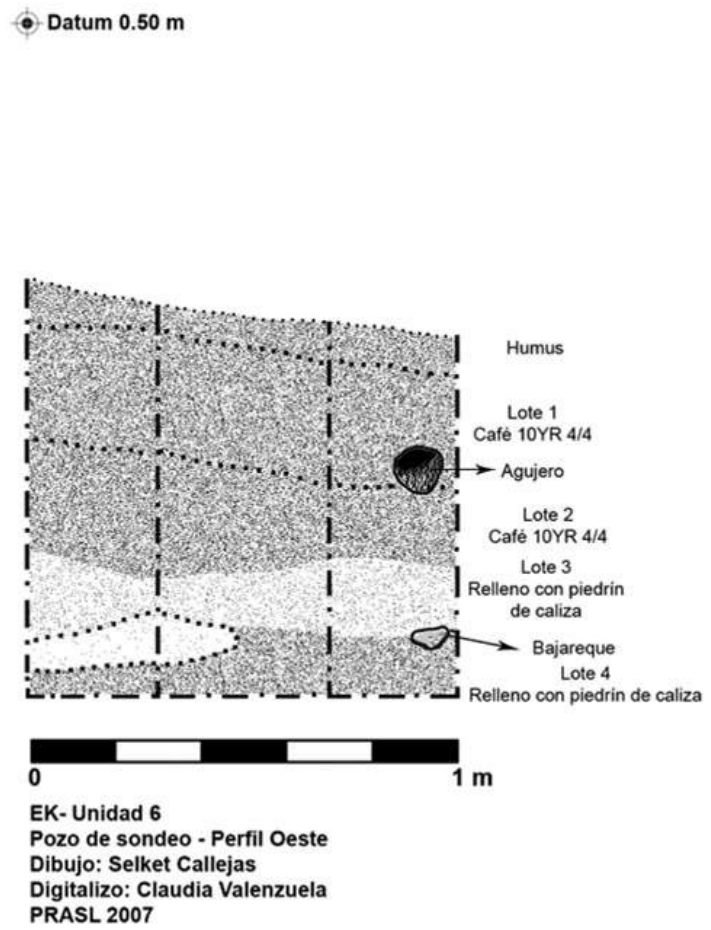 Datum 0.50 m
Humus
Lote 1
Café 10YR 4/4
Agujero
Lote 2
Café 10YR 4/4
Lote 3
Relleno con piedrín
de caliza
Bajareque
Lote 4
Relleno con piedrin de caliza
0 1 m
EK- Unidad 6
Pozo de sondeo - Perfil Oeste
Dibujo: Selket Callejas
Digitalizo: Claudia Valenzuela
PRASL 2007